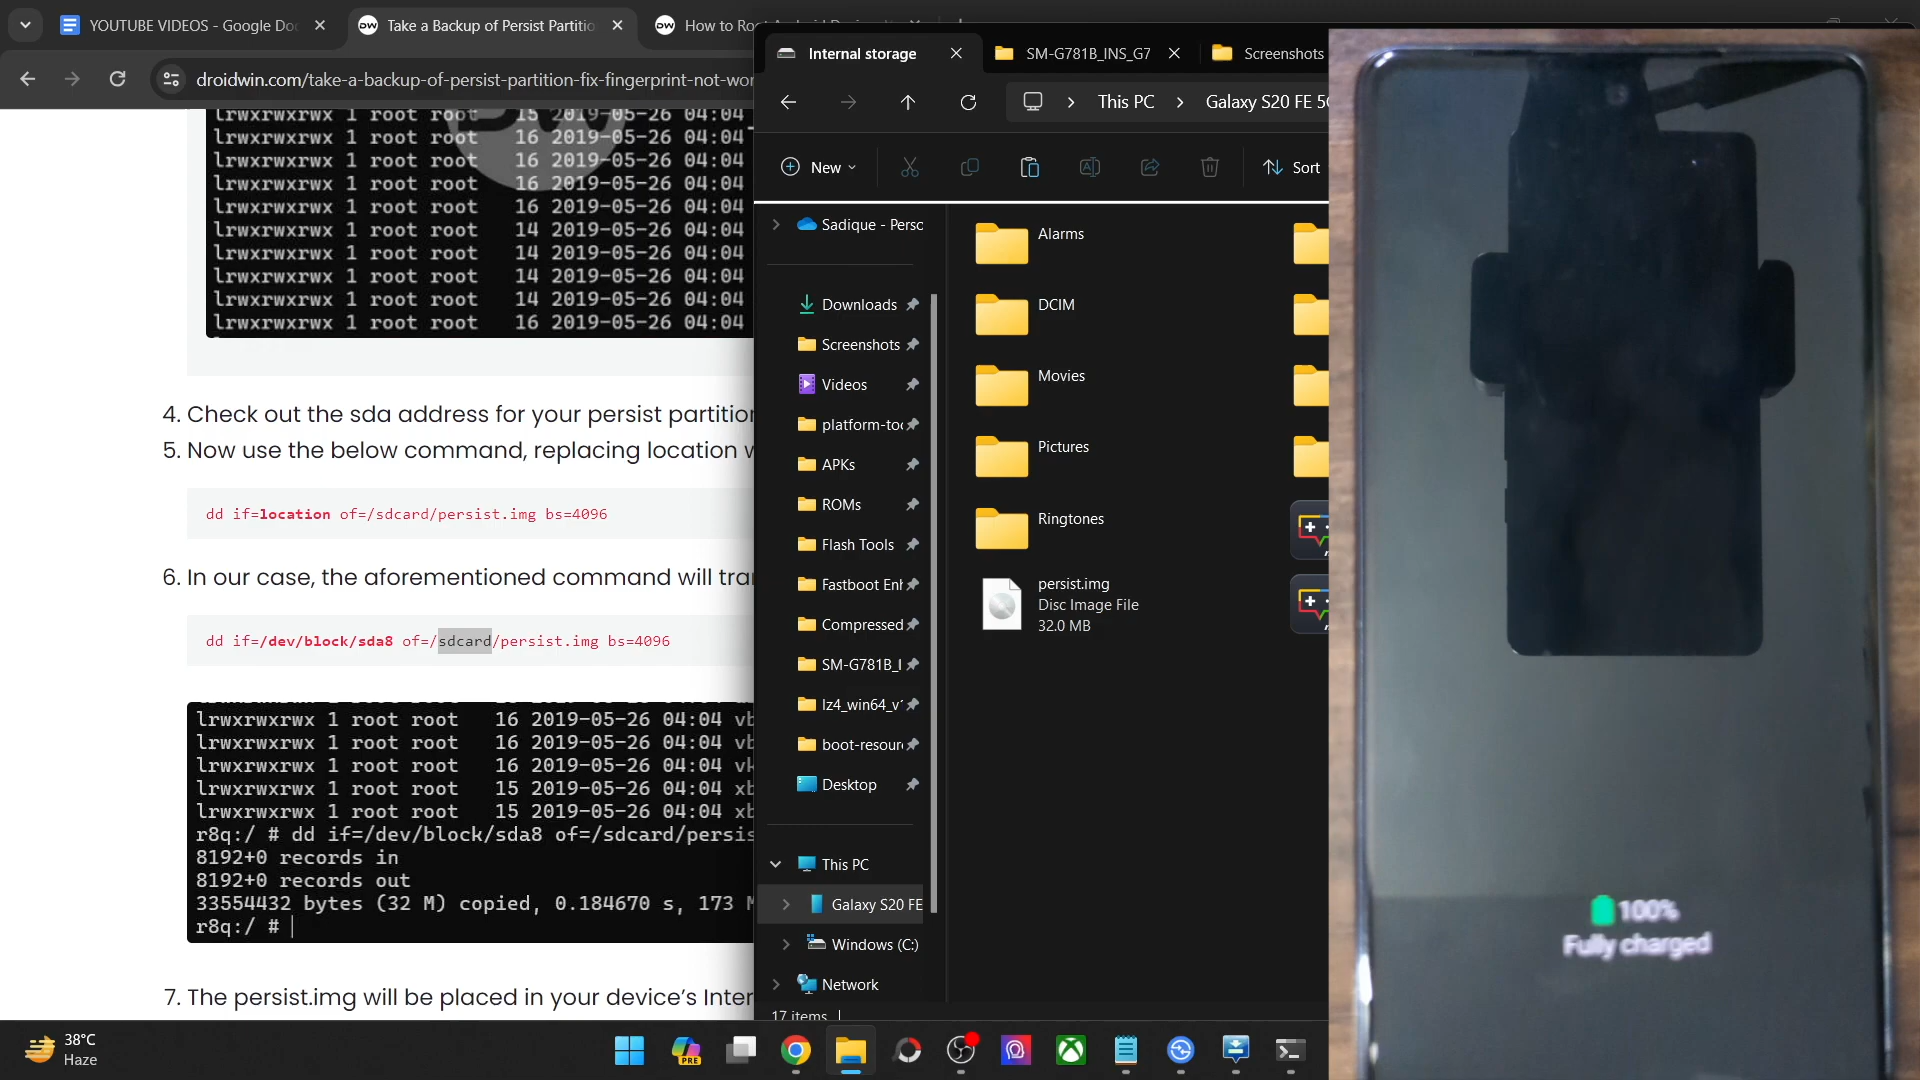 YOUTUBE VIDEOS - Google Do
Take a Backup of Persist Partitio
droidwin.com/take-a-backup-of-persist-partition-fix-fingerprint-not-wor
lrwxrwxrwx 1 root root 15 2019-05-26 04:04
lrwxrwxrwx 1 root root 16 2019-05-26 04:04
lrwxrwxrwx 1 root root 16 2019-05-26 04:04
lrwxrwxrwx 1 root root 16 2019-05-26 04:04
lrwxrwxrwx 1 root root 16 2019-05-26 04:04
lrwxrwxrwx 1 root root 14 2019-05-26 04:04
lrwxrwxrwx 1 root root 14 2019-05-26 04:04
lrwxrwxrwx 1 root root 14 2019-05-26 04:04
lrwxrwxrwx 1 root root 14 2019-05-26 04:04
lrwxrwxrwx 1 root root 16 2019-05-26 04:04
4. Check out the sda address for your persist partition
5. Now use the below command, replacing location w
dd if=location of=/sdcard/persist.img bs=4096
6. In our case, the aforementioned command will tra
dd if=/dev/block/sda8 of=/sdcard/persist.img bs=4096
lrwxrwxrwx 1 root root 16 2019-05-26 04:04 vb
lrwxrwxrwx 1 root root 16 2019-05-26 04:04 vb
lrwxrwxrwx 1 root root 16 2019-05-26 04:04 vk
lrwxrwxrwx 1 root root 15 2019-05-26 04:04 xb
lrwxrwxrwx 1 root root 15 2019-05-26 04:04 xb
r8q:/ # dd if=/dev/block/sda8 of=/sdcard/persis
8192+0 records in
8192+0 records out
33554432 bytes (32 M) copied, 0.184670 s, 173 M
r8q:/ #
7. The persist.img will be placed in your device's Inter
Internal storage
SM-G781B_INS_G7
Screenshots
This PC > Galaxy S20 FE 5G
New
Sort
Sadique - Perso
Downloads
Screenshots
Videos
platform-too
APKs
ROMs
Flash Tools
Fastboot Enh
Compressed
SM-G781B_I
lz4_win64_v1
boot-resourc
Desktop
This PC
Galaxy S20 FE
Windows (C:)
Network
Alarms
DCIM
Movies
Pictures
Ringtones
persist.img
Disc Image File
32.0 MB
17 items
100%
Fully charged
38°C
Haze
PRE